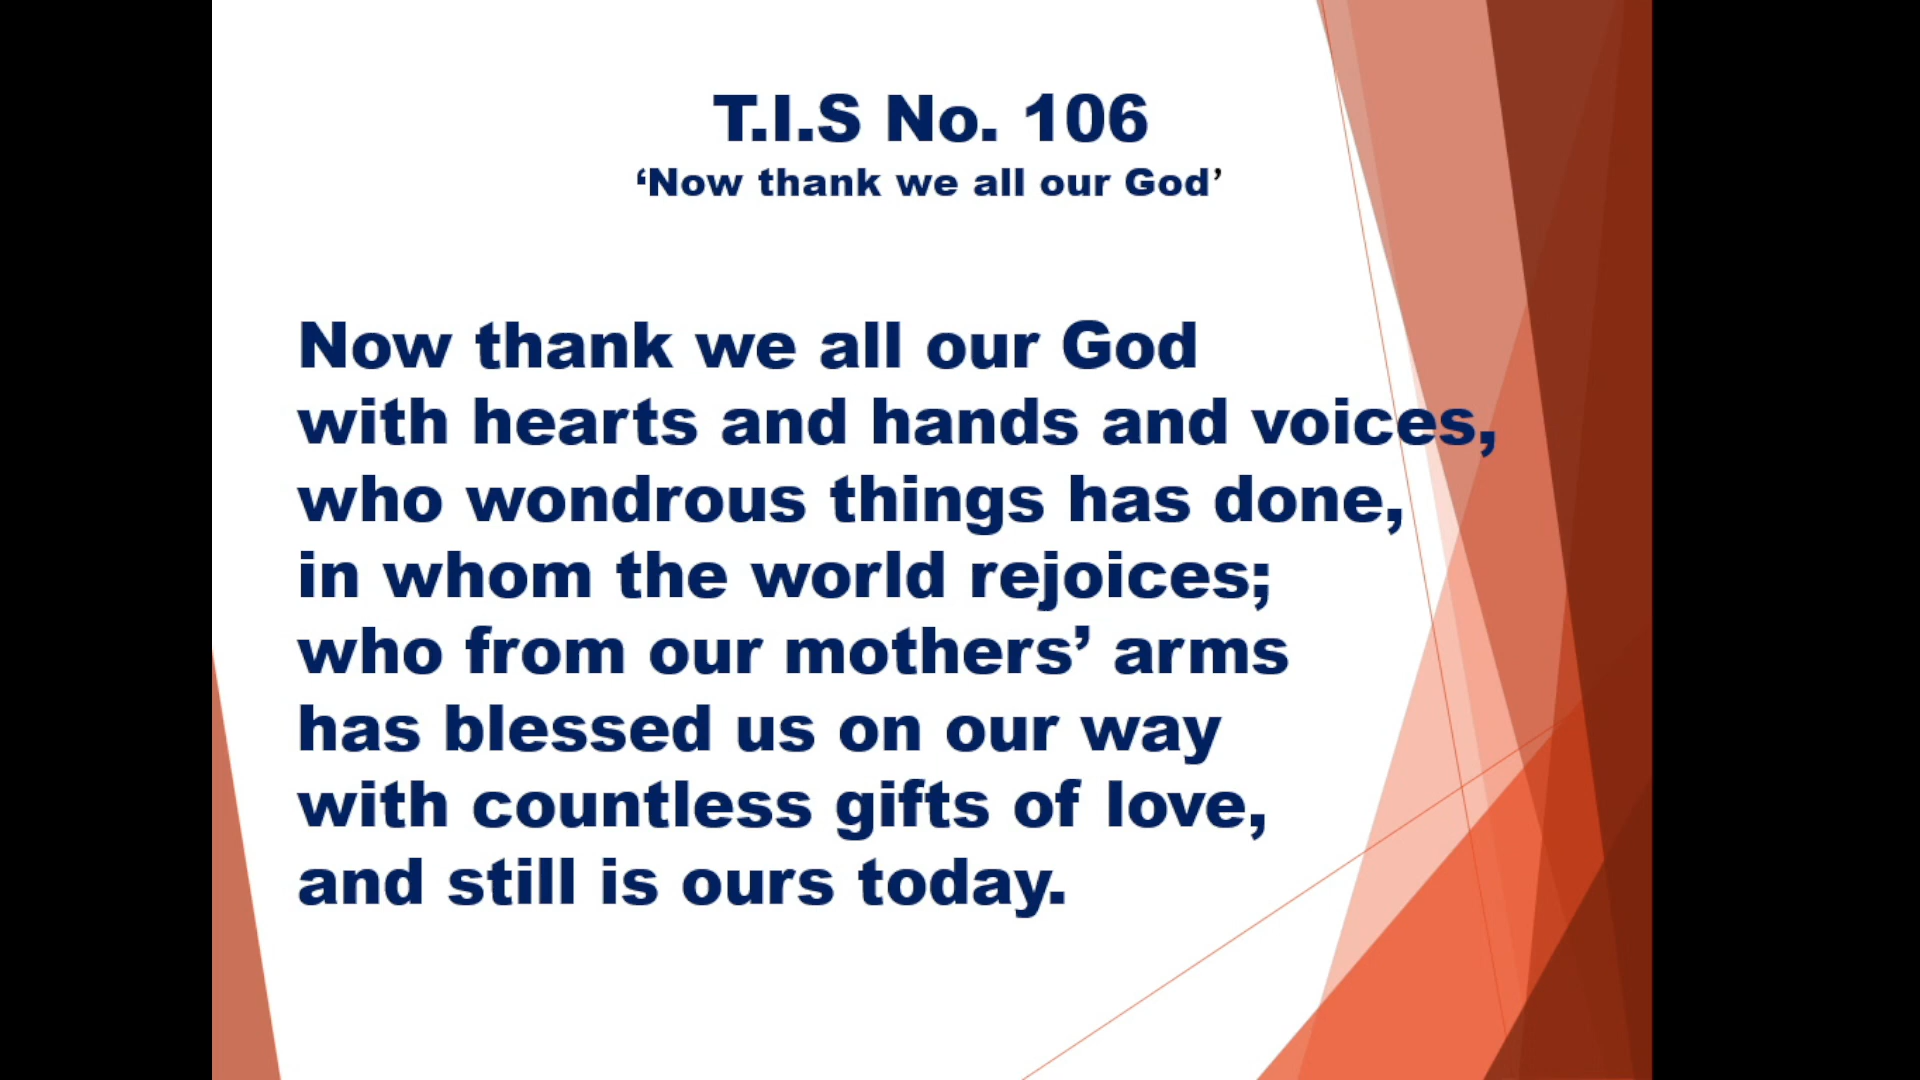 T.I.S No. 106
‘Now thank we all our God’
Now thank we all our God
with hearts and hands and voices,
who wondrous things has done,
in whom the world rejoices;
who from our mothers’ arms
has blessed us on our way
with countless gifts of love,
and still is ours today.